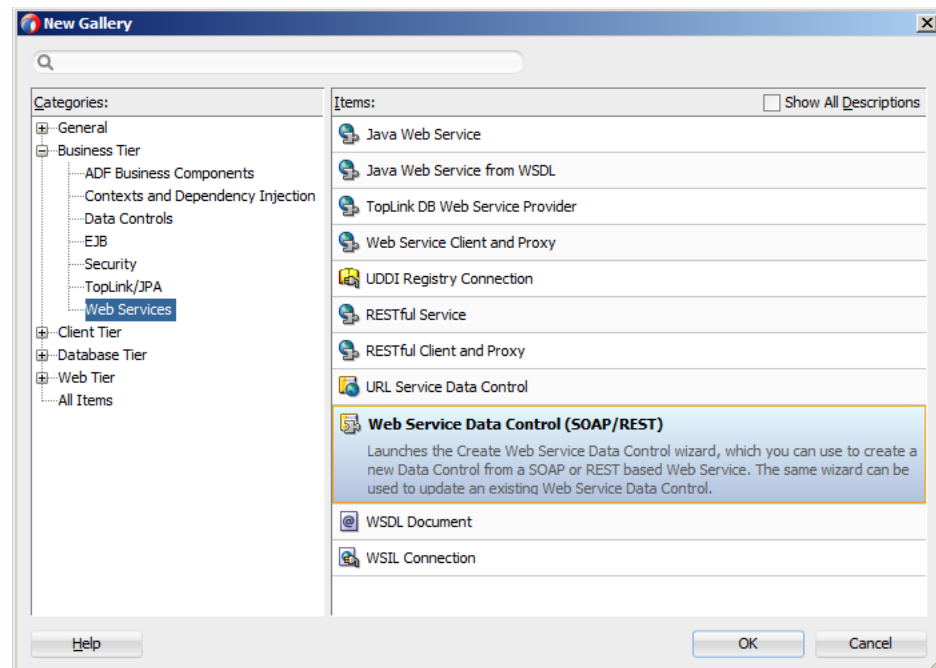 New Gallery
Categories:
General
Business Tier
ADF Business Components
Contexts and Dependency Injection
Data Controls
EJB
Security
TopLink/JPA
Web Services
Client Tier
Database Tier
Web Tier
All Items
Items:
Show All Descriptions
Java Web Service
Java Web Service from WSDL
TopLink DB Web Service Provider
Web Service Client and Proxy
UDDI Registry Connection
RESTful Service
RESTful Client and Proxy
URL Service Data Control
Web Service Data Control (SOAP/REST)
Launches the Create Web Service Data Control wizard, which you can use to create a
new Data Control from a SOAP or REST based Web Service. The same wizard can be
used to update an existing Web Service Data Control.
WSDL Document
WSIL Connection
Help
OK
Cancel